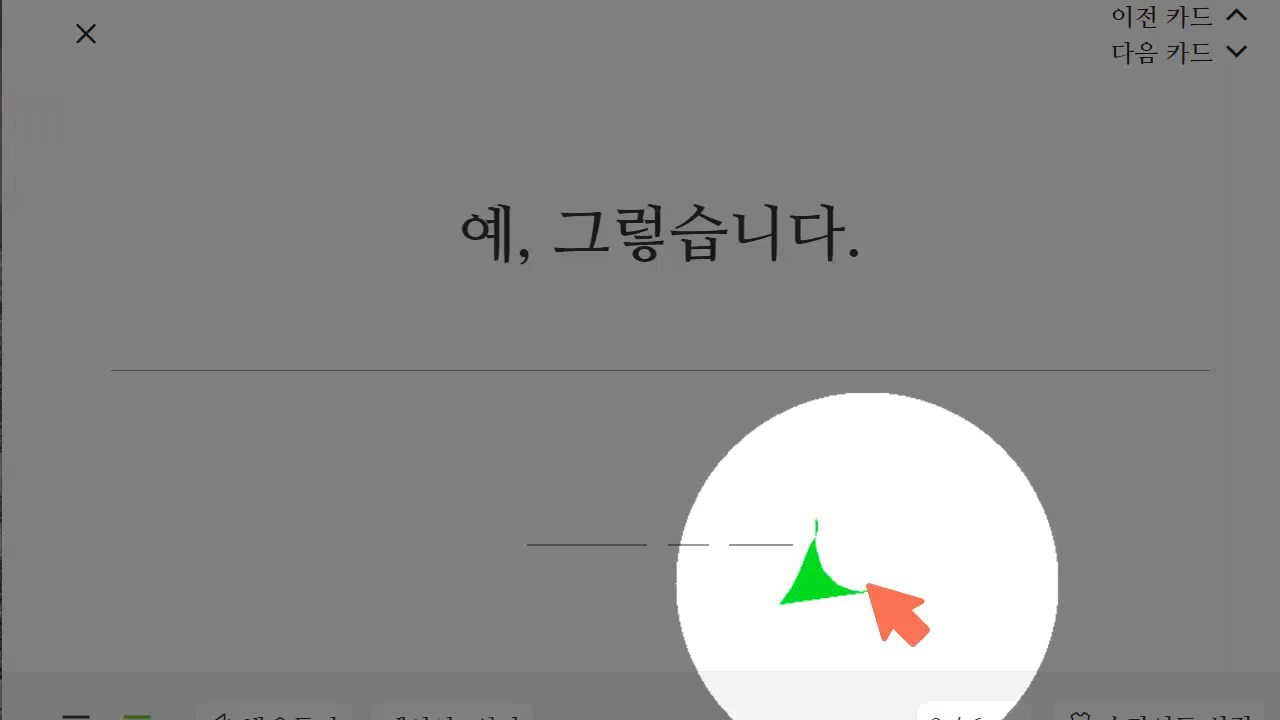 이전 카드
다음 카드
예, 그렇습니다.